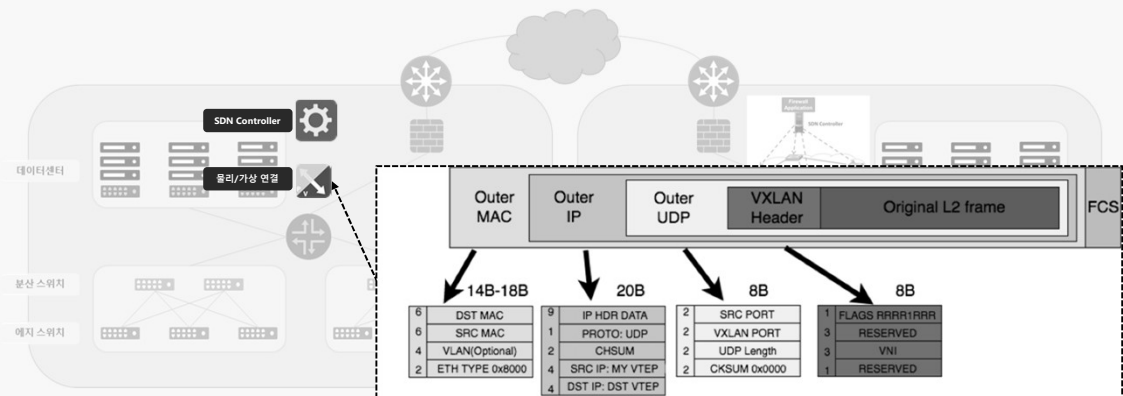 Firewall
Application
SDN Controller
SDN Controller
데이터센터
물리/가상 연결
V
Outer
MAC
Outer
IP
Outer
UDP
VXLAN
Header
Original L2 frame
FCS
분산 스위치
에지 스위치
14B-18B
6 DST MAC
6 SRC MAC
4 VLAN(Optional)
2 ETH TYPE 0x8000
20B
9 IP HDR DATA
1 PROTO: UDP
2 CHSUM
4 SRC IP: MY VTEP
4 DST IP: DST VTEP
8B
2 SRC PORT
2 VXLAN PORT
2 UDP Length
2 CKSUM 0x0000
8B
1 FLAGS RRRR1RRR
3 RESERVED
3 VNI
1 RESERVED